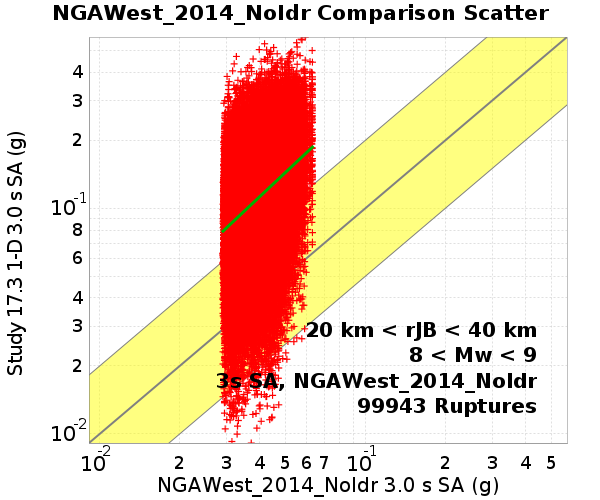 NGAWest_2014_NoIdr Comparison Scatter
Study 17.3 1-D 3.0 s SA (g)
4
3
2
10^-1
8
6
4
3
2
10^-2
20 km < rJB < 40 km
8 < Mw < 9
3s SA, NGAWest_2014_NoIdr
99943 Ruptures
10^-2 2 3 4 5 6 7 10^-1 2 3 4 5
NGAWest_2014_NoIdr 3.0 s SA (g)